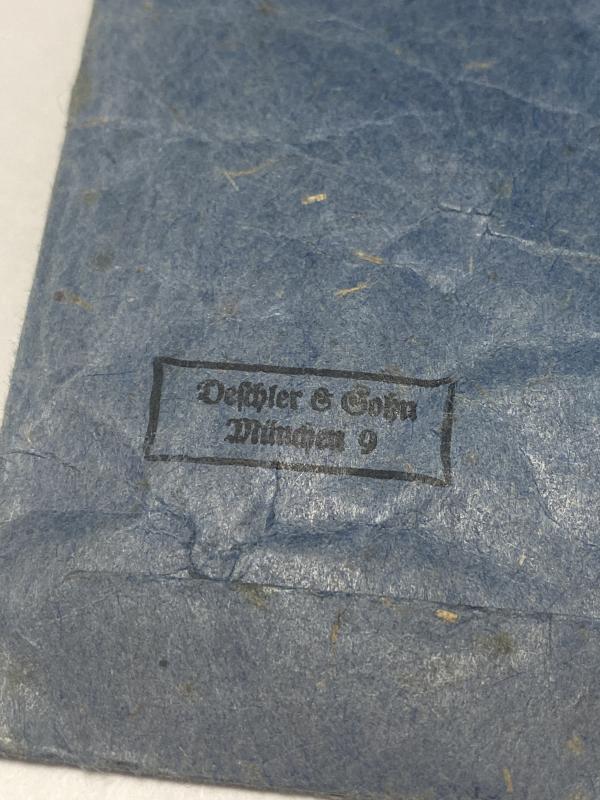 Deschler & Sohn
München 9